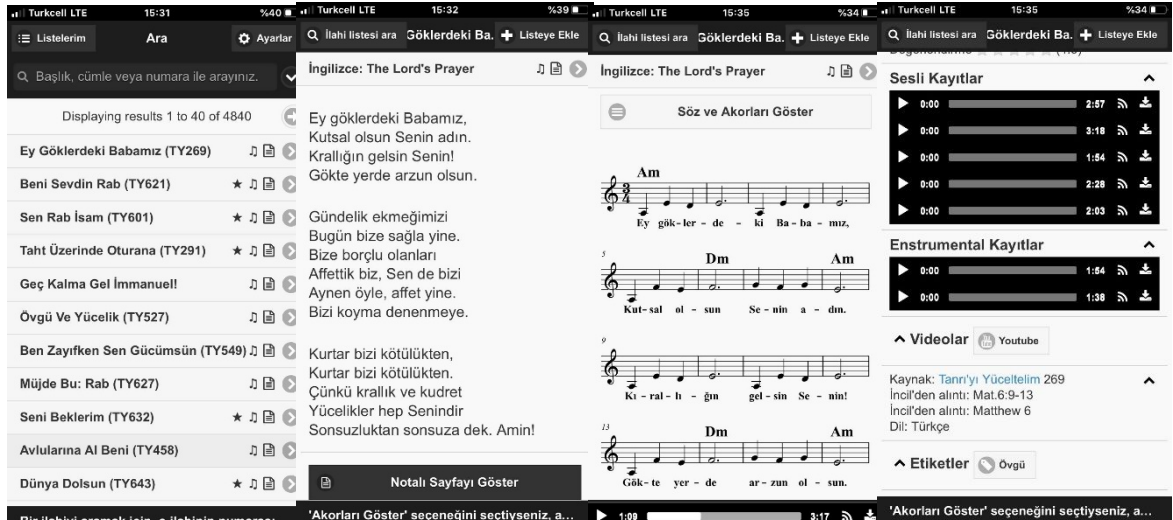 Turkcell LTE 15:31 %40
Listelerim Ara Ayarlar
Başlık, cümle veya numara ile arayınız.
Displaying results 1 to 40 of 4840
Ey Göklerdeki Babamız (TY269)
Beni Sevdin Rab (TY621)
Sen Rab İsam (TY601)
Taht Üzerinde Oturana (TY291)
Geç Kalma Gel İmmanuel!
Övgü Ve Yücelik (TY527)
Ben Zayıfken Sen Gücümsün (TY549)
Müjde Bu: Rab (TY627)
Seni Beklerim (TY632)
Avlularına Al Beni (TY458)
Dünya Dolsun (TY643)
Turkcell LTE 15:32 %39
İlahi listesi ara Göklerdeki Ba. Listeye Ekle
İngilizce: The Lord's Prayer
Ey göklerdeki Babamız,
Kutsal olsun Senin adın.
Krallığın gelsin Senin!
Gökte yerde arzun olsun.
Gündelik ekmeğimizi
Bugün bize sağla yine.
Bize borçlu olanları
Affettik biz, Sen de bizi
Aynen öyle, affet yine.
Bizi koyma denenmeye.
Kurtar bizi kötülükten,
Kurtar bizi kötülükten.
Çünkü krallık ve kudret
Yücelikler hep Senindir
Sonsuzluktan sonsuza dek. Amin!
Notalı Sayfayı Göster
'Akorları Göster' seçeneğini seçtiyseniz, a...
Turkcell LTE 15:35 %34
İlahi listesi ara Göklerdeki Ba. Listeye Ekle
İngilizce: The Lord's Prayer
Söz ve Akorları Göster
Am
3
4
Ey gök - ler - de - ki Ba - ba - mız,
5 Dm Am
Kut - sal ol - sun Se - nin a - dın.
9
Kı - ral - lı - ğın gel - sin Se - nin!
13 Dm Am
Gök - te yer - de ar - zun ol - sun.
1:09 3:17
Turkcell LTE 15:35 %34
İlahi listesi ara Göklerdeki Ba. Listeye Ekle
Sesli Kayıtlar
0:00 2:57
0:00 3:18
0:00 1:54
0:00 2:28
0:00 2:03
Enstrumental Kayıtlar
0:00 1:54
0:00 1:38
Videolar Youtube
Kaynak: Tanrı'yı Yüceltelim 269
İncil'den alıntı: Mat.6:9-13
İncil'den alıntı: Matthew 6
Dil: Türkçe
Etiketler Övgü
'Akorları Göster' seçeneğini seçtiyseniz, a...